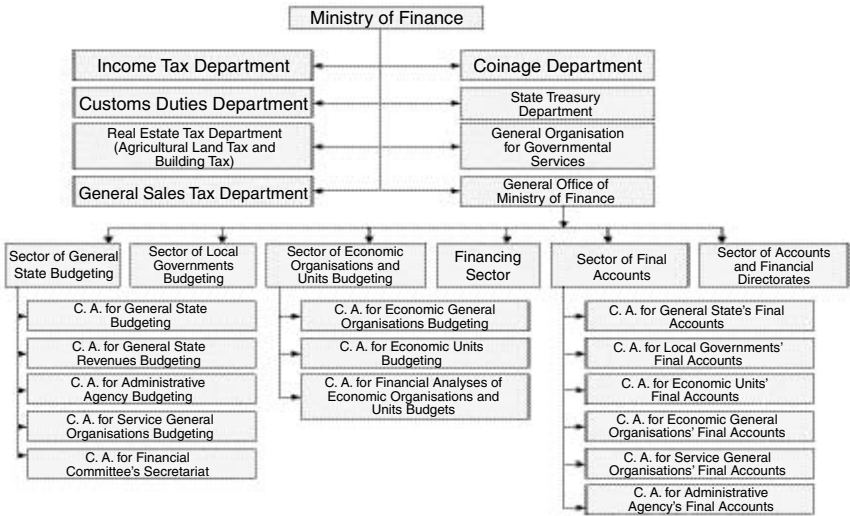 Ministry of Finance
Income Tax Department
Coinage Department
Customs Duties Department
State Treasury
Department
Real Estate Tax Department
(Agricultural Land Tax and
Building Tax)
General Organisation
for Governmental
Services
General Sales Tax Department
General Office of
Ministry of Finance
Sector of General
State Budgeting
Sector of Local
Governments
Budgeting
Sector of Economic
Organisations and
Units Budgeting
Financing
Sector
Sector of Final
Accounts
Sector of Accounts
and Financial
Directorates
C. A. for General State
Budgeting
C. A. for General State
Revenues Budgeting
C. A. for Administrative
Agency Budgeting
C. A. for Service General
Organisations Budgeting
C. A. for Financial
Committee's Secretariat
C. A. for Economic General
Organisations Budgeting
C. A. for Economic Units
Budgeting
C. A. for Financial Analyses of
Economic Organisations and
Units Budgets
C. A. for General State's Final
Accounts
C. A. for Local Governments'
Final Accounts
C. A. for Economic Units'
Final Accounts
C. A. for Economic General
Organisations' Final Accounts
C. A. for Service General
Organisations' Final Accounts
C. A. for Administrative
Agency's Final Accounts